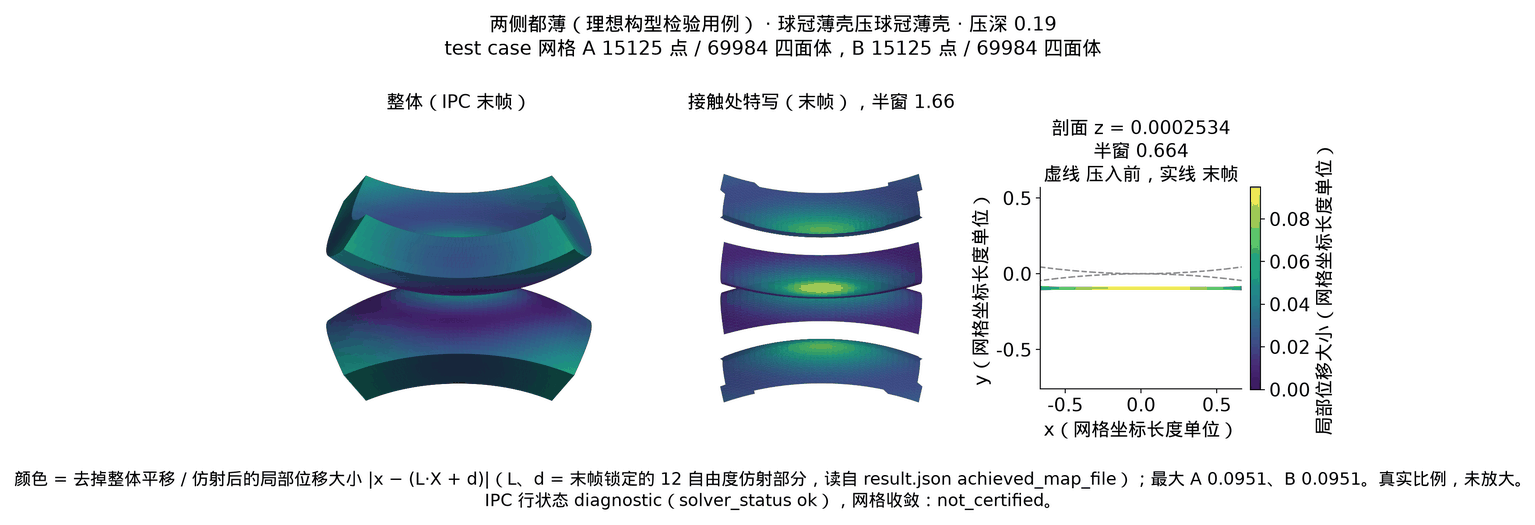 两侧都薄（理想构型检验用例）· 球冠薄壳压球冠薄壳 · 压深 0.19
test case 网格 A 15125 点 / 69984 四面体，B 15125 点 / 69984 四面体
整体（IPC 末帧）
接触处特写（末帧），半窗 1.66
剖面 z = 0.0002534
半窗 0.664
虚线 压入前，实线 末帧
y（网格坐标长度单位）
0.5
0.0
-0.5
-0.5
0.0
0.5
x（网格坐标长度单位）
0.08
0.06
0.04
0.02
0.00
局部位移大小（网格坐标长度单位）
颜色 = 去掉整体平移 / 仿射后的局部位移大小 |x − (L·X + d)|（L、d = 末帧锁定的 12 自由度仿射部分，读自 result.json achieved_map_file）；最大 A 0.0951、B 0.0951。真实比例，未放大。
IPC 行状态 diagnostic（solver_status ok），网格收敛：not_certified。